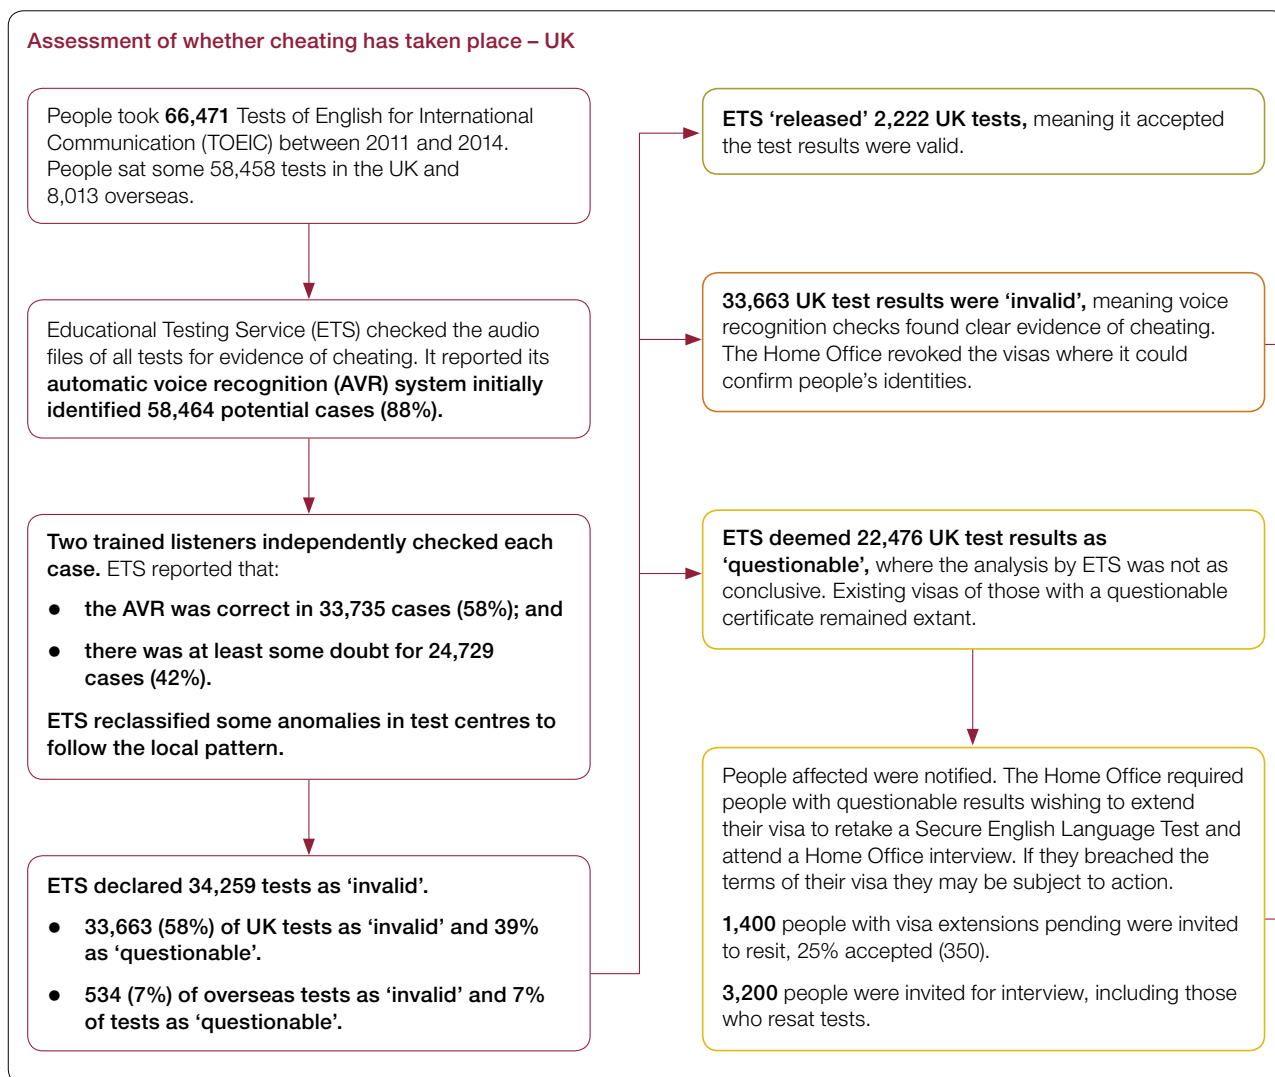 Assessment of whether cheating has taken place – UK
People took 66,471 Tests of English for International
Communication (TOEIC) between 2011 and 2014.
People sat some 58,458 tests in the UK and
8,013 overseas.
Educational Testing Service (ETS) checked the audio
files of all tests for evidence of cheating. It reported its
automatic voice recognition (AVR) system initially
identified 58,464 potential cases (88%).
Two trained listeners independently checked each
case. ETS reported that:
● the AVR was correct in 33,735 cases (58%); and
● there was at least some doubt for 24,729
cases (42%).
ETS reclassified some anomalies in test centres to
follow the local pattern.
ETS declared 34,259 tests as ‘invalid’.
● 33,663 (58%) of UK tests as ‘invalid’ and 39%
as ‘questionable’.
● 534 (7%) of overseas tests as ‘invalid’ and 7%
of tests as ‘questionable’.
ETS ‘released’ 2,222 UK tests, meaning it accepted
the test results were valid.
33,663 UK test results were ‘invalid’, meaning voice
recognition checks found clear evidence of cheating.
The Home Office revoked the visas where it could
confirm people’s identities.
ETS deemed 22,476 UK test results as
‘questionable’, where the analysis by ETS was not as
conclusive. Existing visas of those with a questionable
certificate remained extant.
People affected were notified. The Home Office required
people with questionable results wishing to extend
their visa to retake a Secure English Language Test and
attend a Home Office interview. If they breached the
terms of their visa they may be subject to action.
1,400 people with visa extensions pending were invited
to resit, 25% accepted (350).
3,200 people were invited for interview, including those
who resat tests.